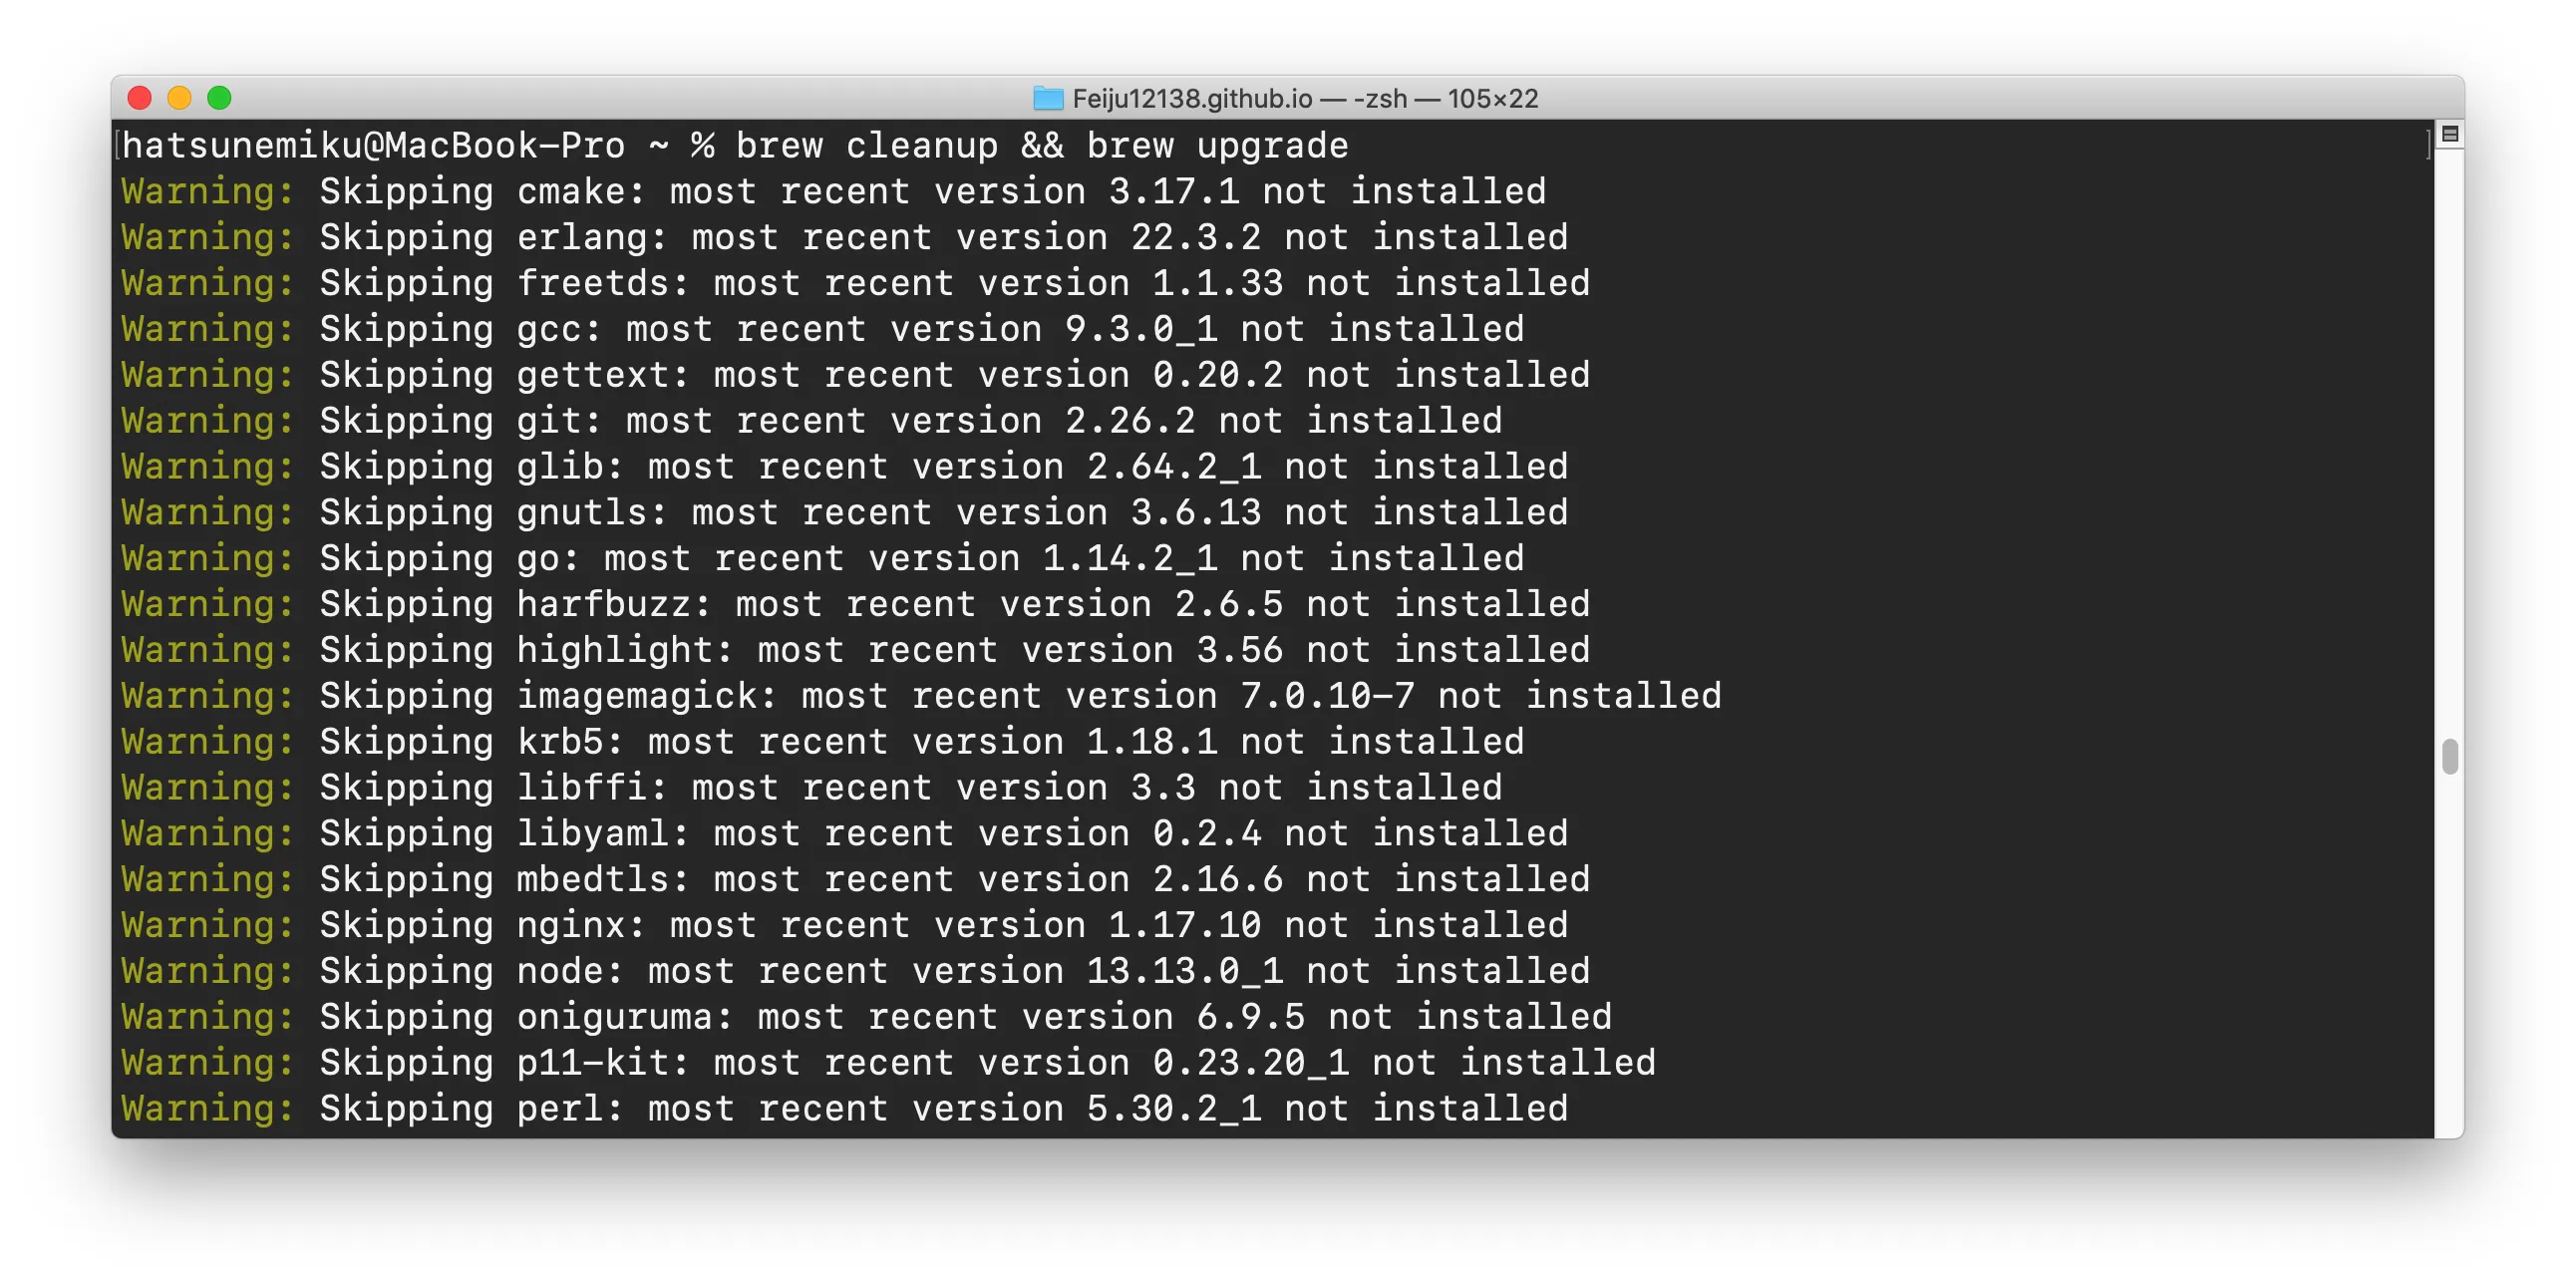 Feiju12138.github.io — -zsh — 105×22
hatsunemiku@MacBook-Pro ~ % brew cleanup && brew upgrade
Warning: Skipping cmake: most recent version 3.17.1 not installed
Warning: Skipping erlang: most recent version 22.3.2 not installed
Warning: Skipping freetds: most recent version 1.1.33 not installed
Warning: Skipping gcc: most recent version 9.3.0_1 not installed
Warning: Skipping gettext: most recent version 0.20.2 not installed
Warning: Skipping git: most recent version 2.26.2 not installed
Warning: Skipping glib: most recent version 2.64.2_1 not installed
Warning: Skipping gnutls: most recent version 3.6.13 not installed
Warning: Skipping go: most recent version 1.14.2_1 not installed
Warning: Skipping harfbuzz: most recent version 2.6.5 not installed
Warning: Skipping highlight: most recent version 3.56 not installed
Warning: Skipping imagemagick: most recent version 7.0.10-7 not installed
Warning: Skipping krb5: most recent version 1.18.1 not installed
Warning: Skipping libffi: most recent version 3.3 not installed
Warning: Skipping libyaml: most recent version 0.2.4 not installed
Warning: Skipping mbedtls: most recent version 2.16.6 not installed
Warning: Skipping nginx: most recent version 1.17.10 not installed
Warning: Skipping node: most recent version 13.13.0_1 not installed
Warning: Skipping oniguruma: most recent version 6.9.5 not installed
Warning: Skipping p11-kit: most recent version 0.23.20_1 not installed
Warning: Skipping perl: most recent version 5.30.2_1 not installed